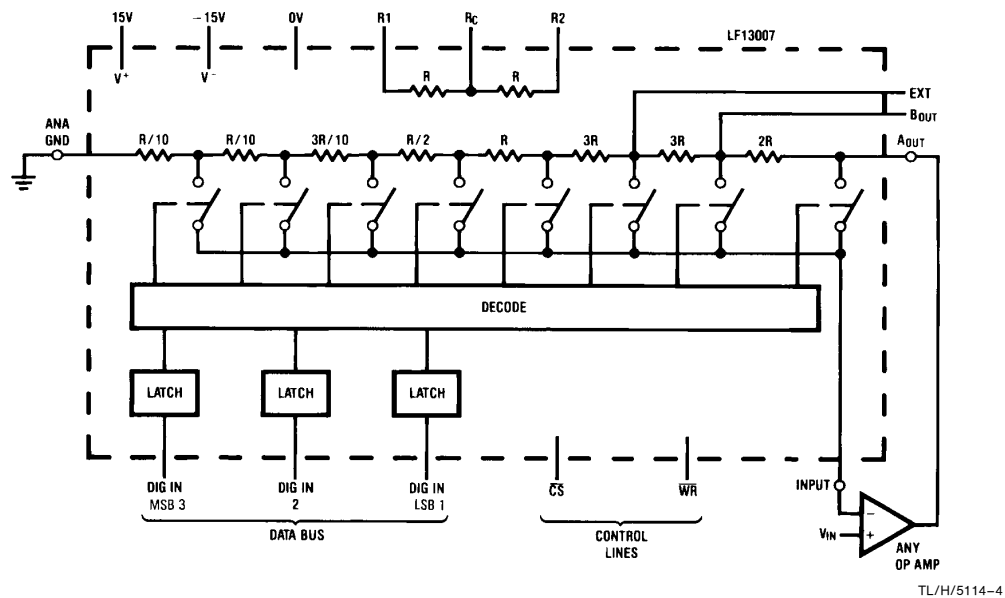 15V −15V 0V R1 RC R2
LF13007
V+ V−
R R
EXT
BOUT
ANA GND
R/10 R/10 3R/10 R/2 R 3R 3R 2R
AOUT
DECODE
LATCH LATCH LATCH
DIG IN MSB 3
DIG IN 2
DIG IN LSB 1
C̅S̅ W̅R̅
INPUT
DATA BUS
CONTROL LINES
VIN
−
+
ANY OP AMP
TL/H/5114–4